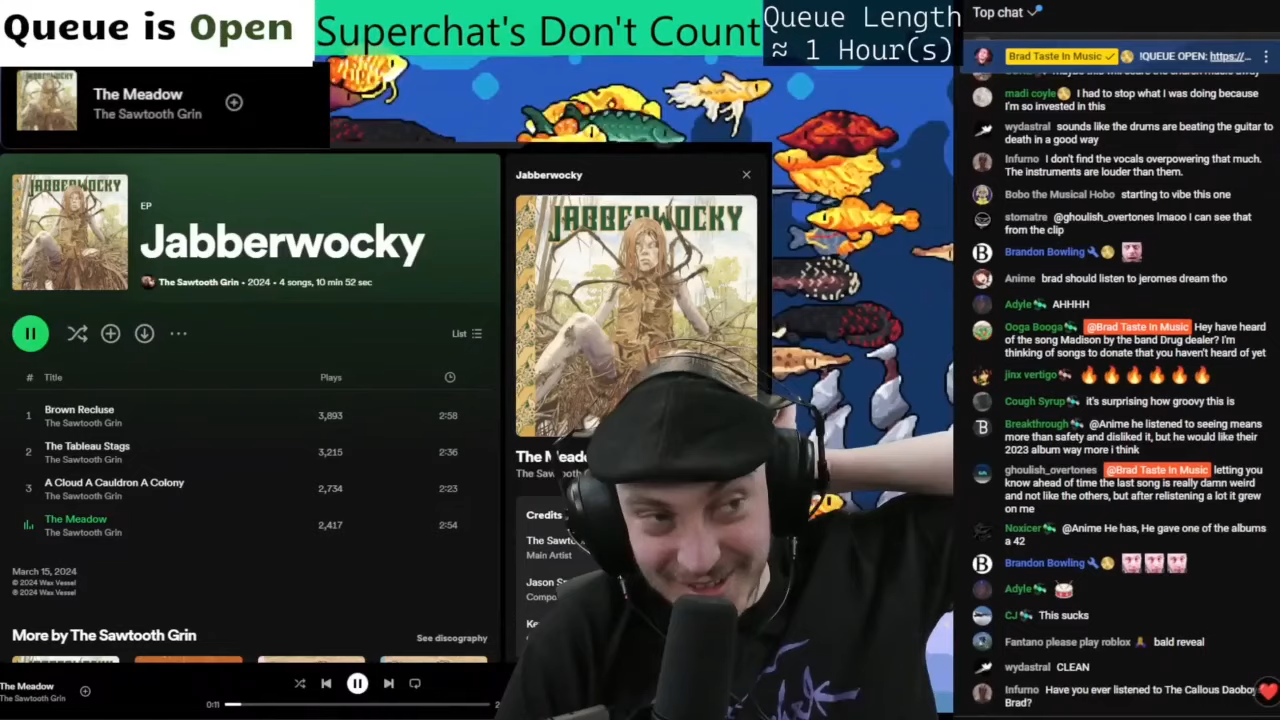 Queue is Open
Superchat's Don't Count
Queue Length
≈ 1 Hour(s)
The Meadow
The Sawtooth Grin
JABBERWOCKY
EP
Jabberwocky
The Sawtooth Grin • 2024 • 4 songs, 10 min 52 sec
List
# Title Plays
1 Brown Recluse 3,893 2:58
The Sawtooth Grin
2 The Tableau Stags 3,215 2:36
The Sawtooth Grin
3 A Cloud A Cauldron A Colony 2,734 2:23
The Sawtooth Grin
The Meadow 2,417 2:54
The Sawtooth Grin
March 15, 2024
© 2024 Wax Vessel
℗ 2024 Wax Vessel
More by The Sawtooth Grin
See discography
The Meadow
The Sawtooth Grin
0:11
Jabberwocky
JABBERWOCKY
The
Credits
The
Main Artist
Jason
Top chat
Brad Taste In Music !QUEUE OPEN: https://...
madi coyle I had to stop what I was doing because
I'm so invested in this
wydastral sounds like the drums are beating the guitar to
death in a good way
Infurno I don't find the vocals overpowering that much.
The instruments are louder than them.
Bobo the Musical Hobo starting to vibe this one
stomatre @ghoulish_overtones lmaoo I can see that
from the clip
Brandon Bowling
Anime brad should listen to jeromes dream tho
Adyle AHHHH
Ooga Booga @Brad Taste In Music Hey have heard
of the song Madison by the band Drug dealer? I'm
thinking of songs to donate that you haven't heard of yet
jinx vertigo 🔥🔥🔥🔥🔥🔥
Cough Syrup it's surprising how groovy this is
Breakthrough @Anime he listened to seeing means
more than safety and disliked it, but he would like their
2023 album way more i think
ghoulish_overtones @Brad Taste In Music letting you
know ahead of time the last song is really damn weird
and not like the others, but after relistening a lot it grew
on me
Noxicer @Anime He has, He gave one of the albums
a 42
Brandon Bowling
Adyle 🥁
CJ This sucks
Fantano please play roblox bald reveal
wydastral CLEAN
Infurno Have you ever listened to The Callous
Brad?